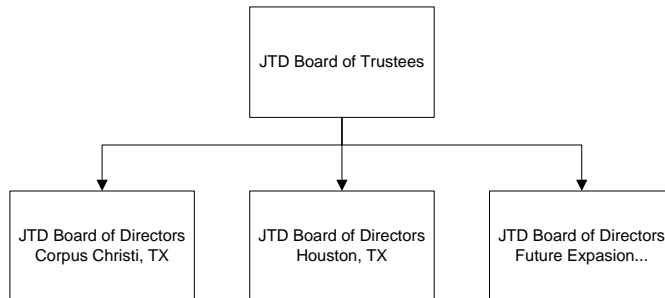 JTD Board of Trustees
JTD Board of Directors
Corpus Christi, TX
JTD Board of Directors
Houston, TX
JTD Board of Directors
Future Expasion...